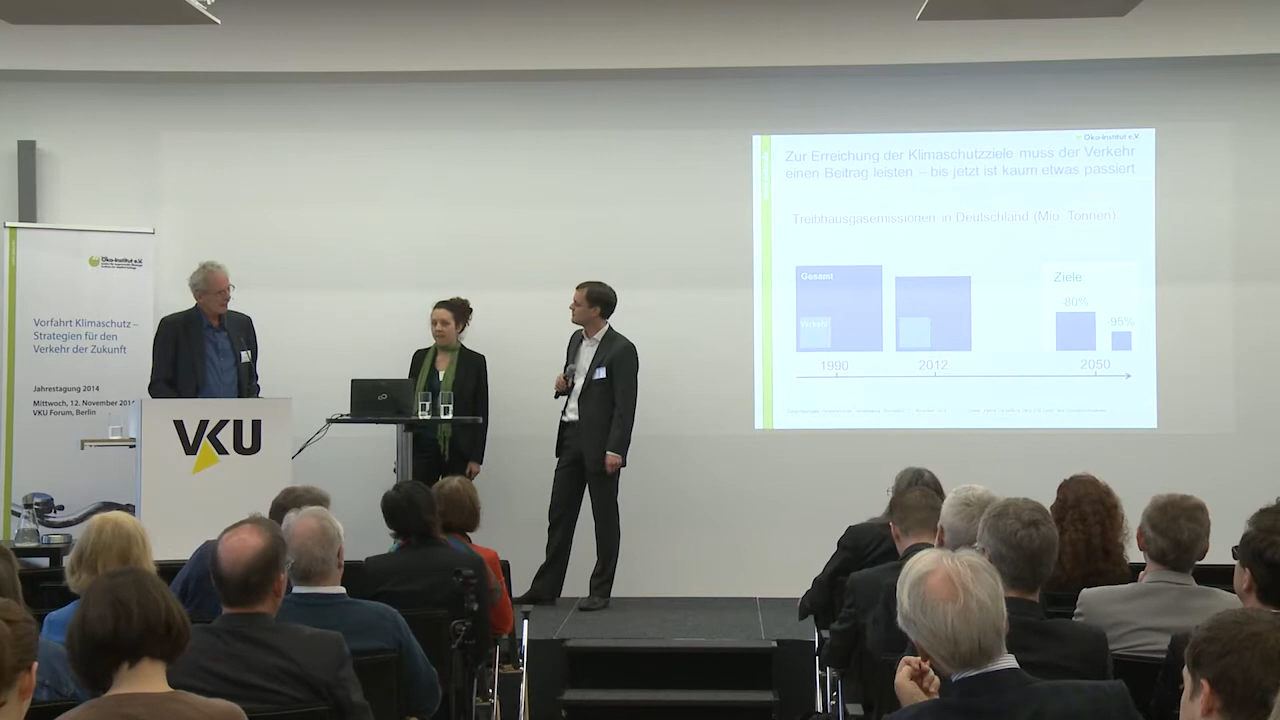 Öko-Institut e.V.
Vorfahrt Klimaschutz –
Strategien für den
Verkehr der Zukunft
Jahrestagung 2014
Mittwoch, 12. November 2014
VKU Forum, Berlin
VKU
Öko-Institut e.V.
Zur Erreichung der Klimaschutzziele muss der Verkehr
einen Beitrag leisten – bis jetzt ist kaum etwas passiert
Treibhausgasemissionen in Deutschland (Mio. Tonnen)
Gesamt
Verkehr
Ziele:
-80%
-95%
1990
2012
2050